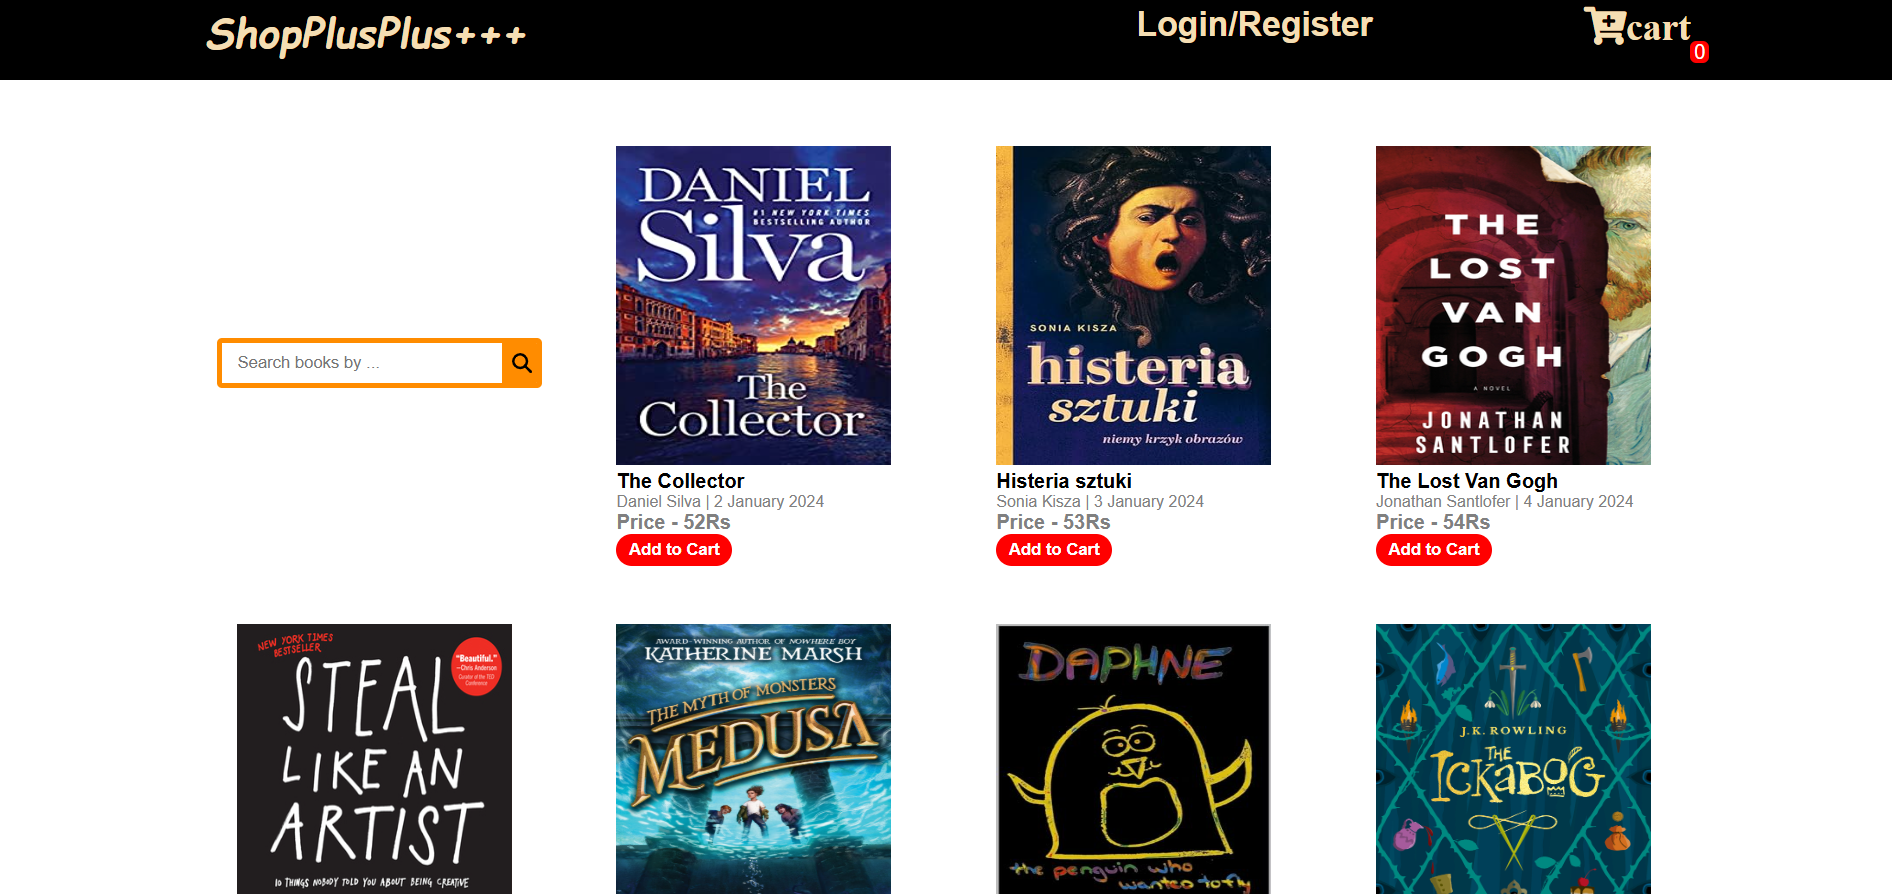 ShopPlusPlus+++
Login/Register
cart
0
Search books by ...
DANIEL
#1 NEW YORK TIMES
BESTSELLING AUTHOR
Silva
The
Collector
The Collector
Daniel Silva | 2 January 2024
Price - 52Rs
Add to Cart
SONIA KISZA
histeria
sztuki
niemy krzyk obrazów
Histeria sztuki
Sonia Kisza | 3 January 2024
Price - 53Rs
Add to Cart
THE
LOST
VAN
GOGH
A NOVEL
JONATHAN
SANTLOFER
The Lost Van Gogh
Jonathan Santlofer | 4 January 2024
Price - 54Rs
Add to Cart
NEW YORK TIMES
BESTSELLER
"Beautiful."
—Chris Anderson
Curator of the TED
Conference
STEAL
LIKE AN
ARTIST
10 THINGS NOBODY TOLD YOU ABOUT BEING CREATIVE
AWARD-WINNING AUTHOR OF NOWHERE BOY
KATHERINE MARSH
THE MYTH OF MONSTERS
MEDUSA
DAPHNE
the penguin who
wanted to fly
J.K. ROWLING
THE
ICKABOG